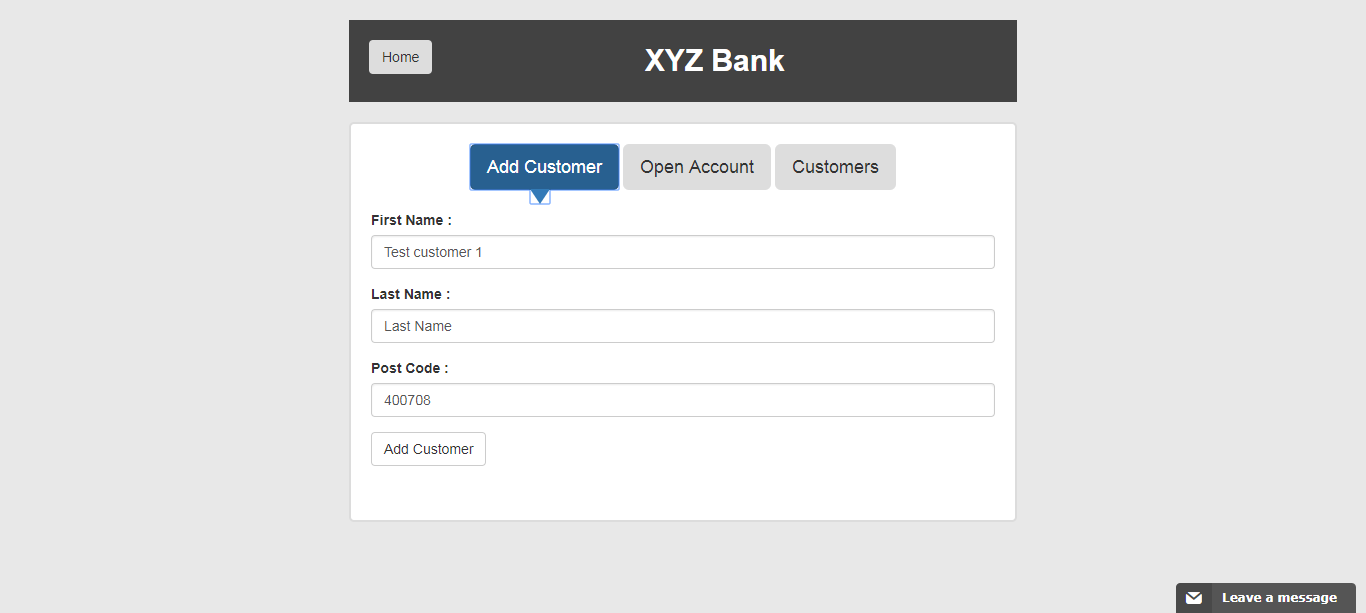 Home
XYZ Bank
Add Customer
Open Account
Customers
First Name :
Test customer 1
Last Name :
Last Name
Post Code :
400708
Add Customer
Leave a message